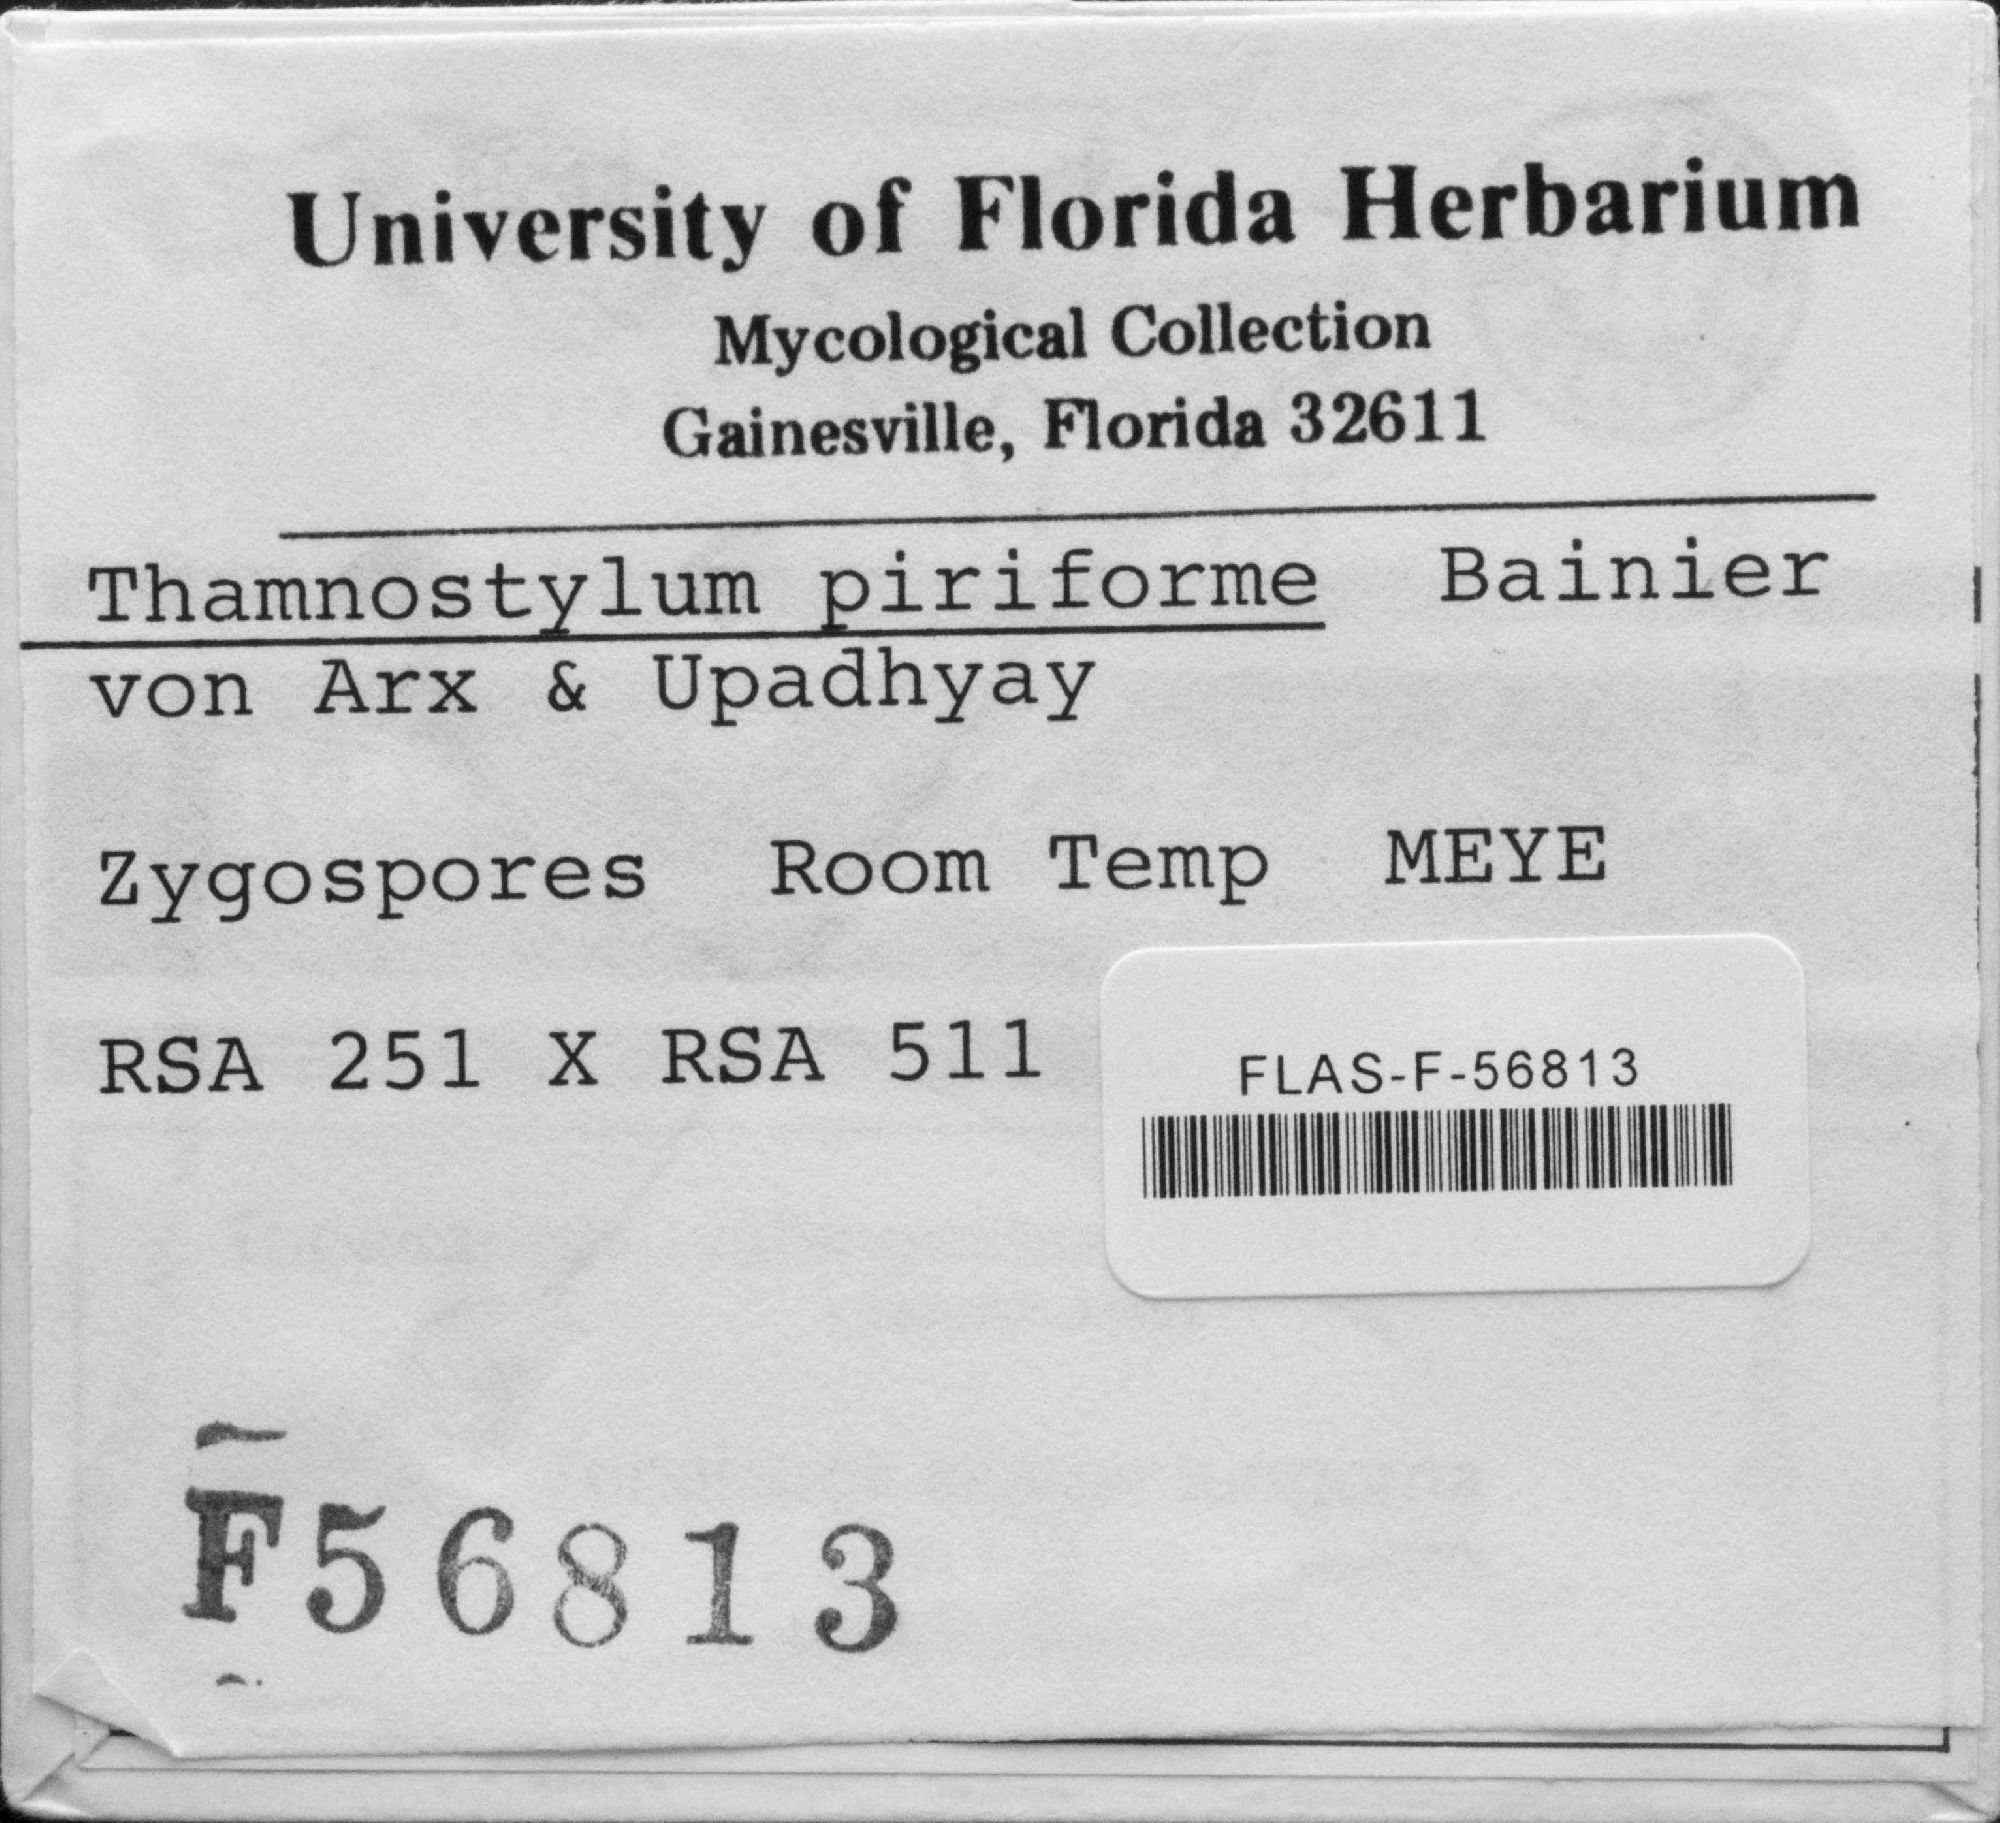 University of Florida Herbarium
Mycological Collection
Gainesville, Florida 32611
Thamnostylum piriforme Bainier
von Arx & Upadhyay
Zygospores Room Temp MEYE
RSA 251 X RSA 511
FLAS-F-56813
F56813